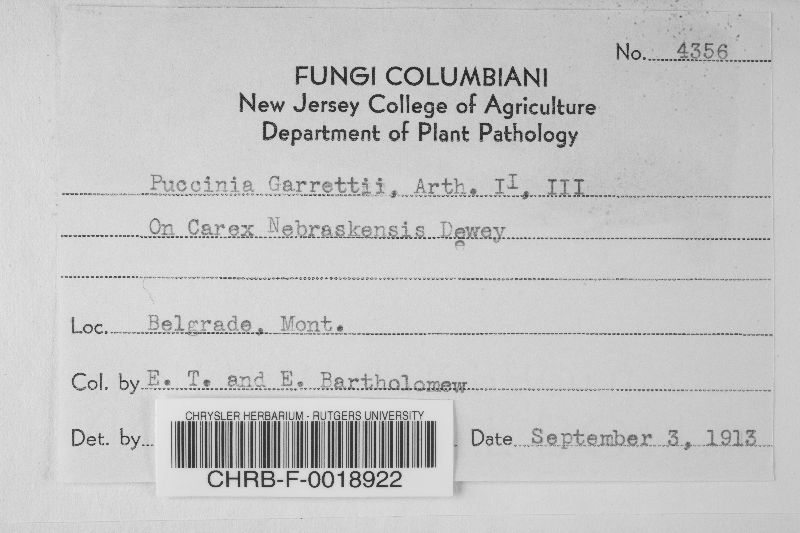 No. 4356
FUNGI COLUMBIANI
New Jersey College of Agriculture
Department of Plant Pathology
Puccinia Garrettii, Arth. II, III
On Carex Nebraskensis Dewey
Loc. Belgrade, Mont.
Col. by E. T. and E. Bartholomew
Det. by Date September 3, 1913
CHRYSLER HERBARIUM - RUTGERS UNIVERSITY
CHRB-F-0018922